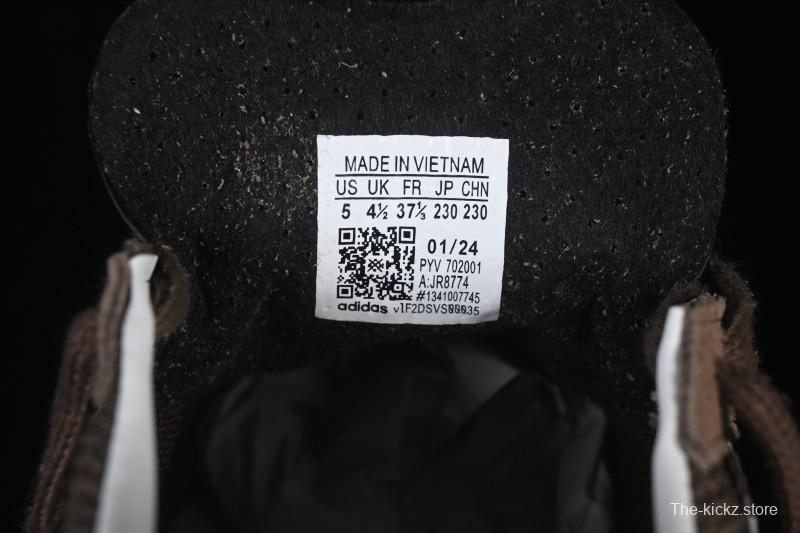 MADE IN VIETNAM
US UK FR JP CHN
5 4½ 37⅓ 230 230
01/24
PYV 702001
A:JR8774
#1341007745
adidas v1F2DSVS00035
The-kickz.store